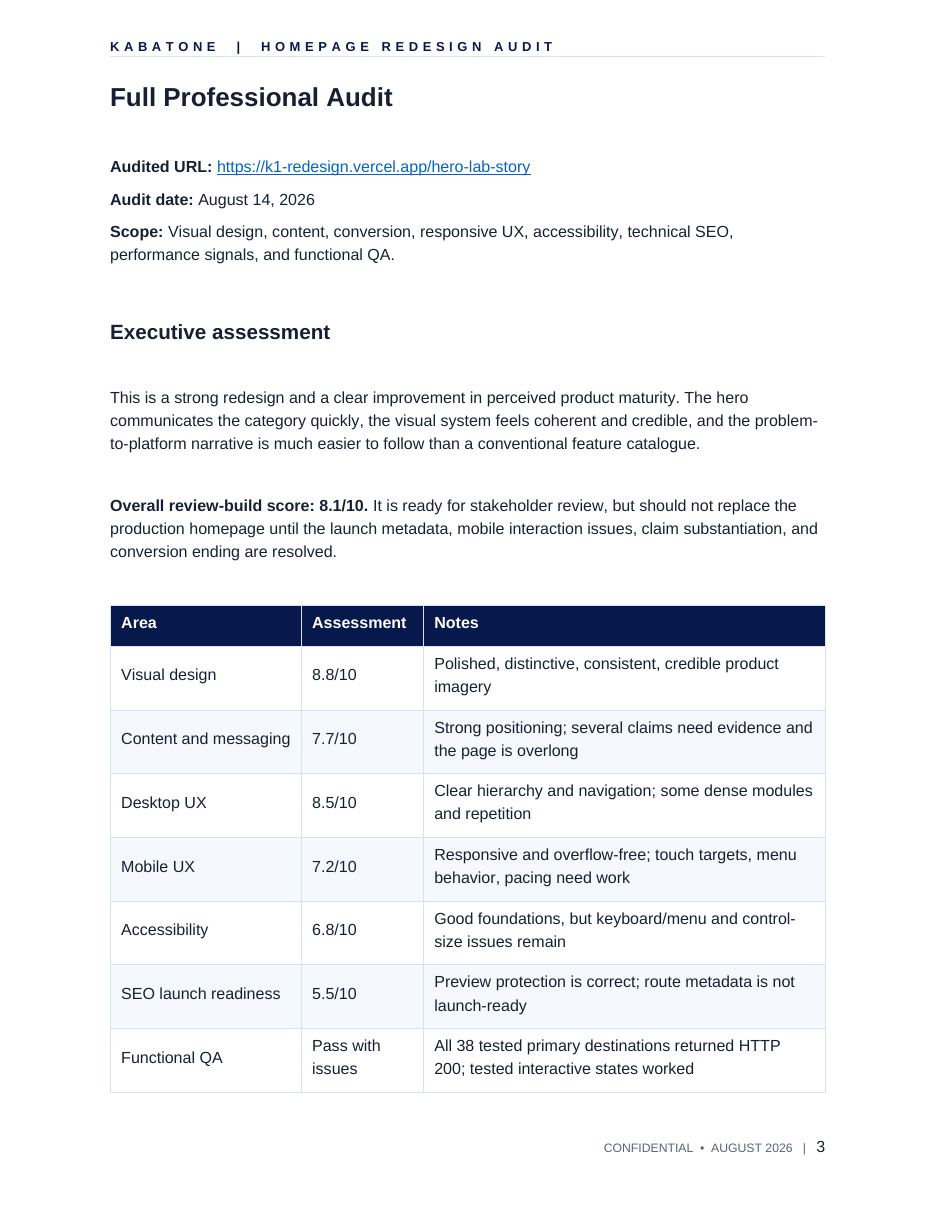 KABATONE | HOMEPAGE REDESIGN AUDIT
Full Professional Audit
Audited URL: https://k1-redesign.vercel.app/hero-lab-story
Audit date: August 14, 2026
Scope: Visual design, content, conversion, responsive UX, accessibility, technical SEO,
performance signals, and functional QA.
Executive assessment
This is a strong redesign and a clear improvement in perceived product maturity. The hero
communicates the category quickly, the visual system feels coherent and credible, and the problem-
to-platform narrative is much easier to follow than a conventional feature catalogue.
Overall review-build score: 8.1/10. It is ready for stakeholder review, but should not replace the
production homepage until the launch metadata, mobile interaction issues, claim substantiation, and
conversion ending are resolved.
Area Assessment Notes
Visual design 8.8/10 Polished, distinctive, consistent, credible product
imagery
Content and messaging 7.7/10 Strong positioning; several claims need evidence and
the page is overlong
Desktop UX 8.5/10 Clear hierarchy and navigation; some dense modules
and repetition
Mobile UX 7.2/10 Responsive and overflow-free; touch targets, menu
behavior, pacing need work
Accessibility 6.8/10 Good foundations, but keyboard/menu and control-
size issues remain
SEO launch readiness 5.5/10 Preview protection is correct; route metadata is not
launch-ready
Functional QA Pass with issues All 38 tested primary destinations returned HTTP
200; tested interactive states worked
CONFIDENTIAL • AUGUST 2026 | 3